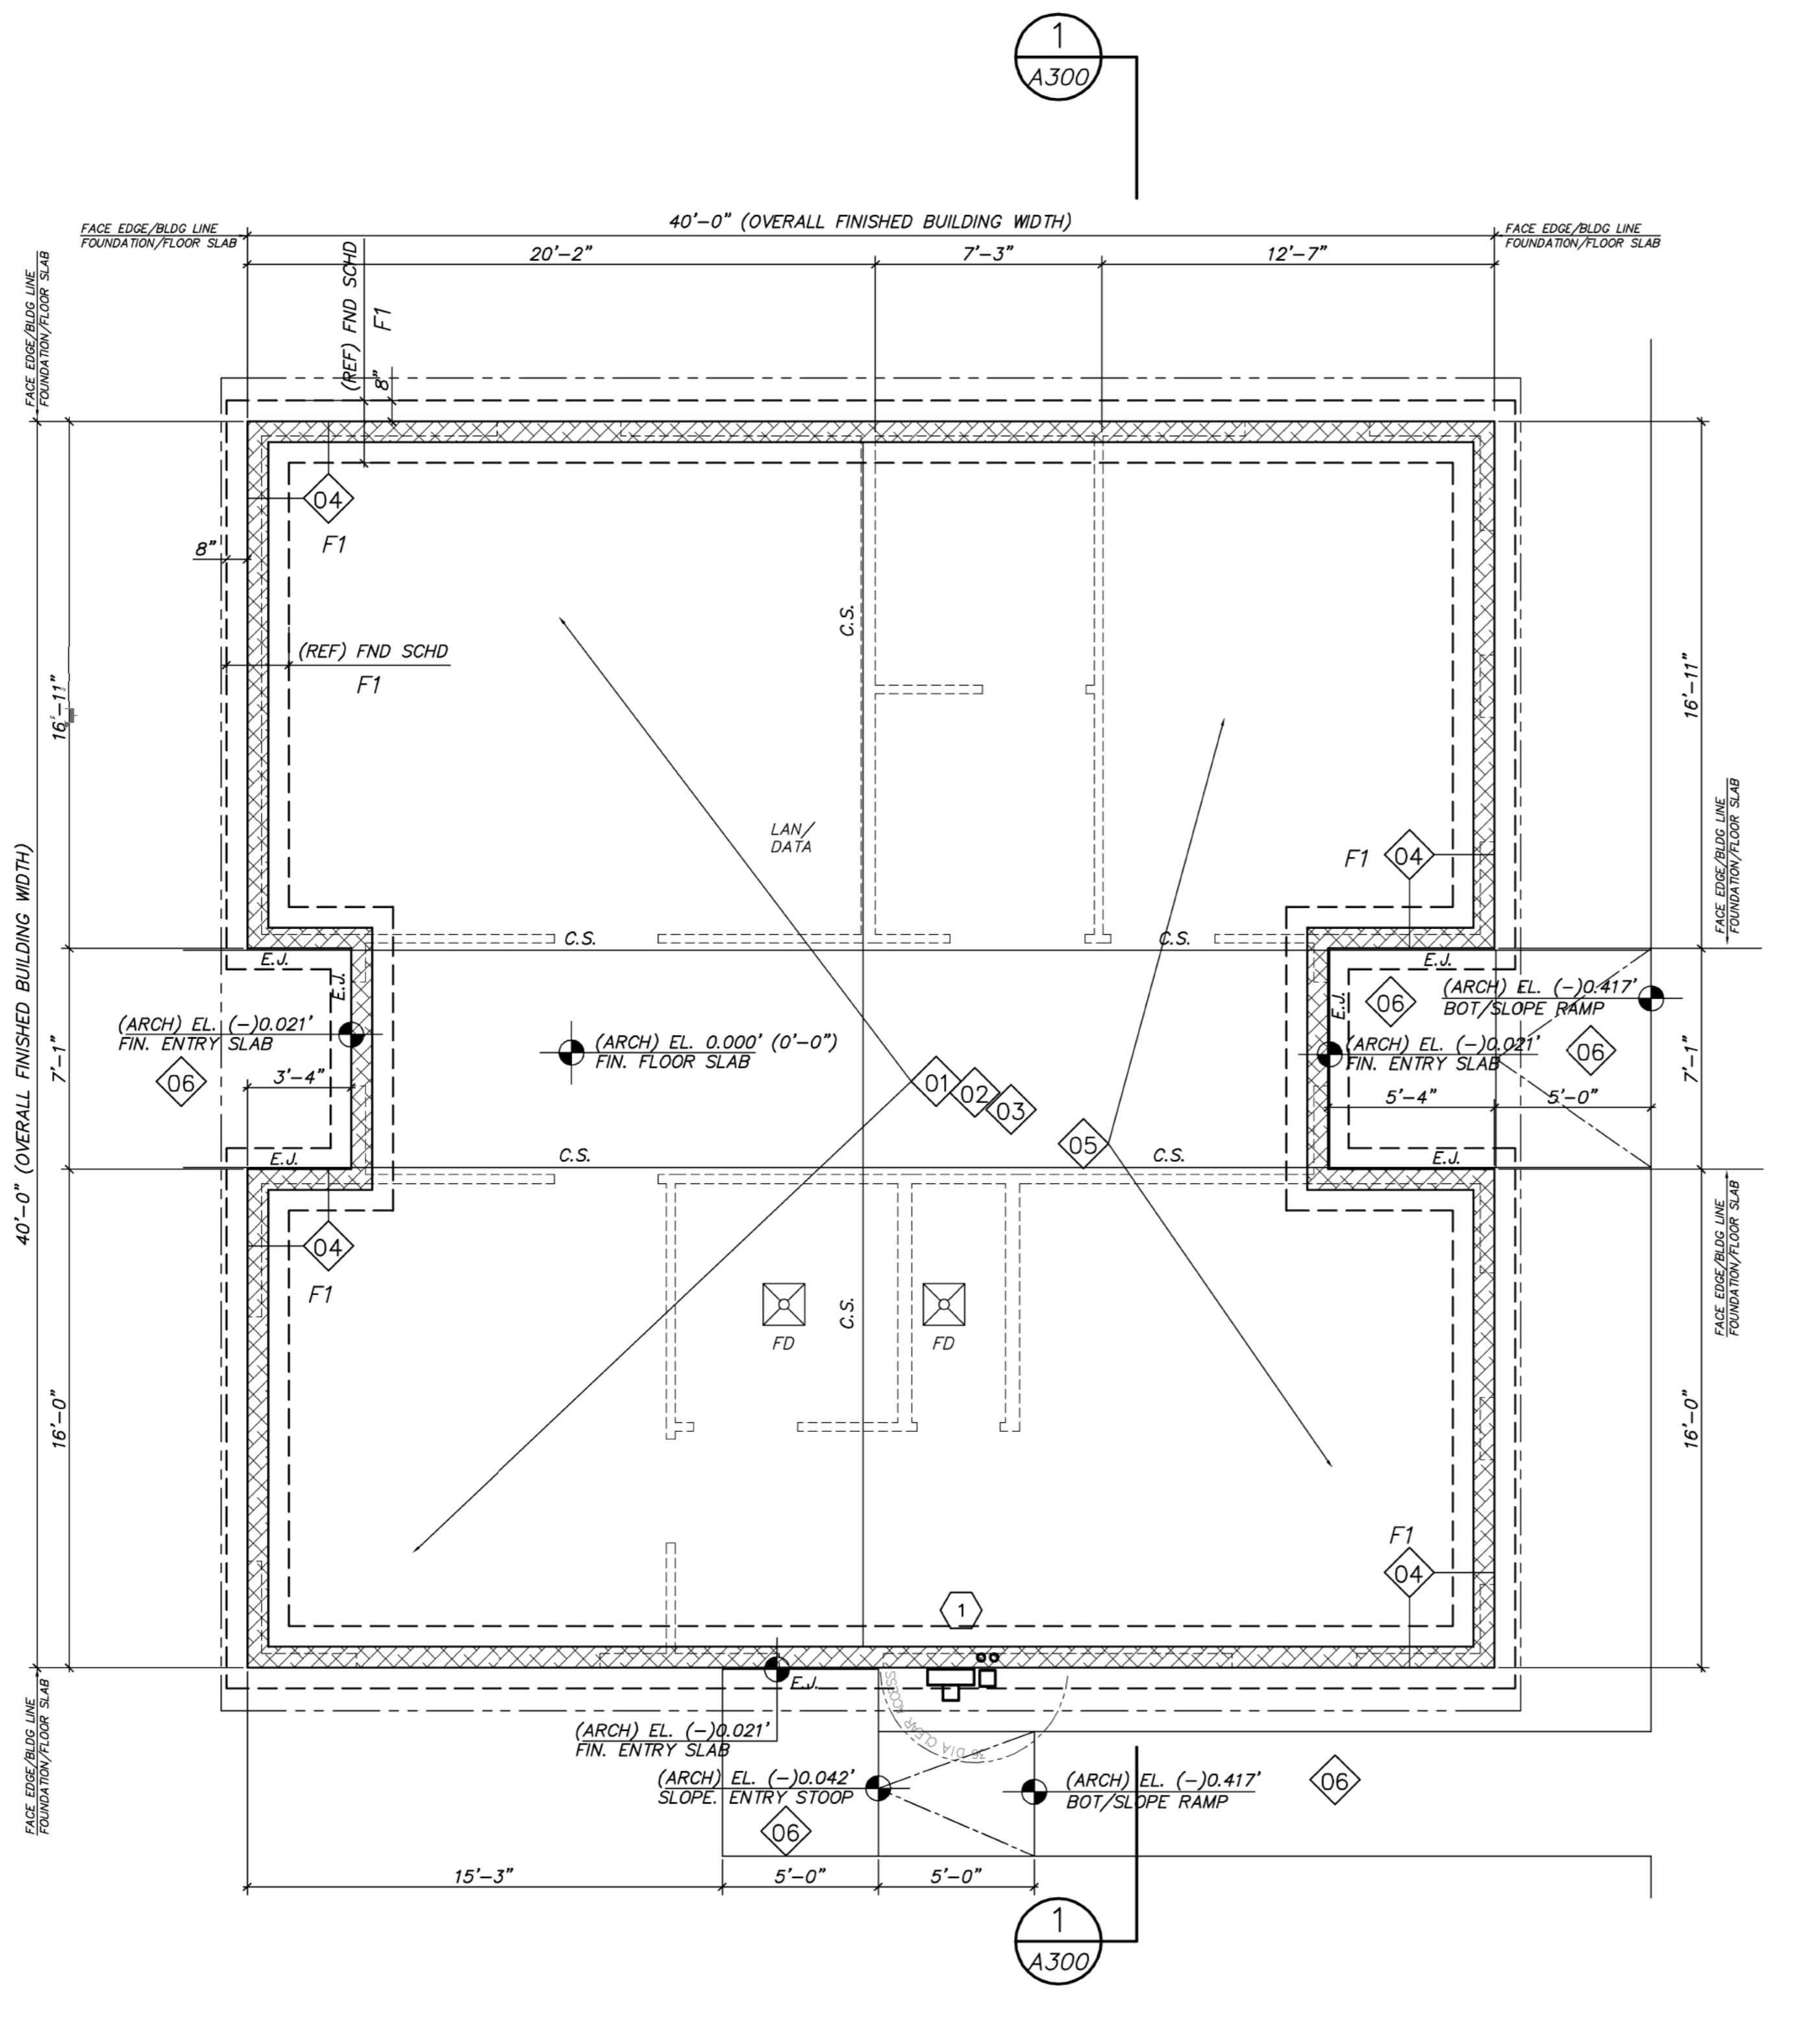 1
A300
40'-0" (OVERALL FINISHED BUILDING WIDTH)
FACE EDGE/BLDG LINE
FOUNDATION/FLOOR SLAB
FACE EDGE/BLDG LINE
FOUNDATION/FLOOR SLAB
20'-2"
7'-3"
12'-7"
FACE EDGE/BLDG LINE
FOUNDATION/FLOOR SLAB
(REF) FND SCHD
F1
8"
04
F1
8"
C.S.
(REF) FND SCHD
F1
16'-11"
16'-11"
LAN/
DATA
F1
04
FACE EDGE/BLDG LINE
FOUNDATION/FLOOR SLAB
40'-0" (OVERALL FINISHED BUILDING WIDTH)
C.S.
C.S.
E.J.
E.J.
E.J.
E.J.
06
(ARCH) EL. (-)0.417'
BOT/SLOPE RAMP
(ARCH) EL. (-)0.021'
FIN. ENTRY SLAB
(ARCH) EL. 0.000' (0'-0")
FIN. FLOOR SLAB
(ARCH) EL. (-)0.021'
FIN. ENTRY SLAB
06
7'-1"
7'-1"
06
3'-4"
01
02
03
5'-4"
5'-0"
05
E.J.
C.S.
C.S.
E.J.
04
F1
FACE EDGE/BLDG LINE
FOUNDATION/FLOOR SLAB
C.S.
FD
FD
16'-0"
16'-0"
F1
04
1
E.J.
36" DIA CLEAR ACCESS
FACE EDGE/BLDG LINE
FOUNDATION/FLOOR SLAB
(ARCH) EL. (-)0.021'
FIN. ENTRY SLAB
(ARCH) EL. (-)0.042'
SLOPE. ENTRY STOOP
(ARCH) EL. (-)0.417'
BOT/SLOPE RAMP
06
06
15'-3"
5'-0"
5'-0"
1
A300